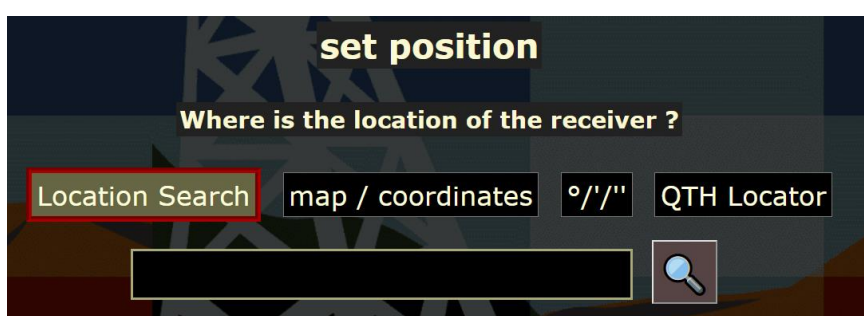 set position
Where is the location of the receiver ?
Location Search map / coordinates °/'/'' QTH Locator